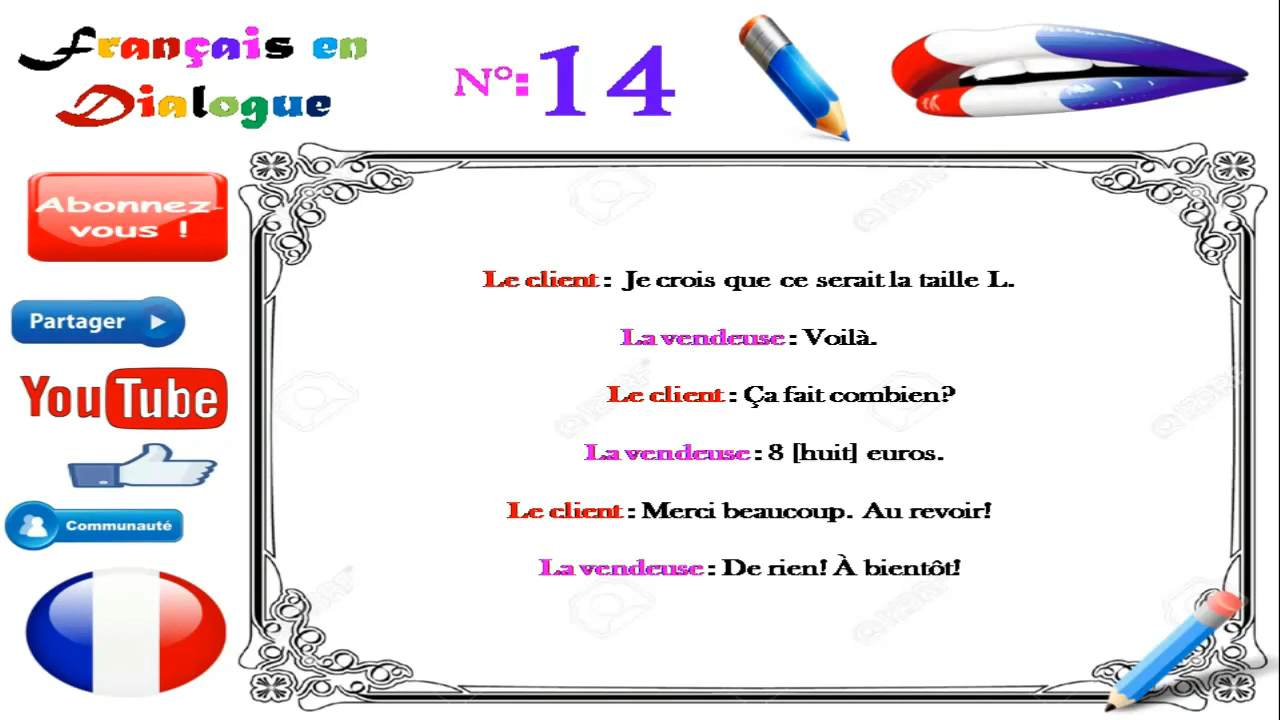 Français en
Dialogue
N°:14
Abonnez-
vous !
Partager
YouTube
Communauté
Le client : Je crois que ce serait la taille L.
La vendeuse : Voilà.
Le client : Ça fait combien?
La vendeuse : 8 [huit] euros.
Le client : Merci beaucoup. Au revoir!
La vendeuse : De rien! À bientôt!